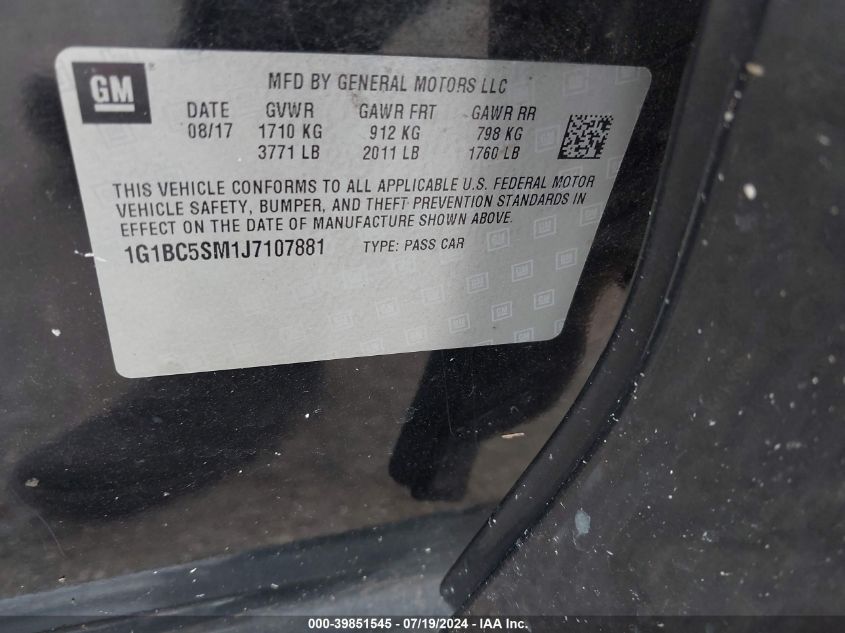 GM
MFD BY GENERAL MOTORS LLC
DATE GVWR GAWR FRT GAWR RR
08/17 1710 KG 912 KG 798 KG
3771 LB 2011 LB 1760 LB
THIS VEHICLE CONFORMS TO ALL APPLICABLE U.S. FEDERAL MOTOR
VEHICLE SAFETY, BUMPER, AND THEFT PREVENTION STANDARDS IN
EFFECT ON THE DATE OF MANUFACTURE SHOWN ABOVE.
1G1BC5SM1J7107881 TYPE: PASS CAR
000-39851545 - 07/19/2024 - IAA Inc.